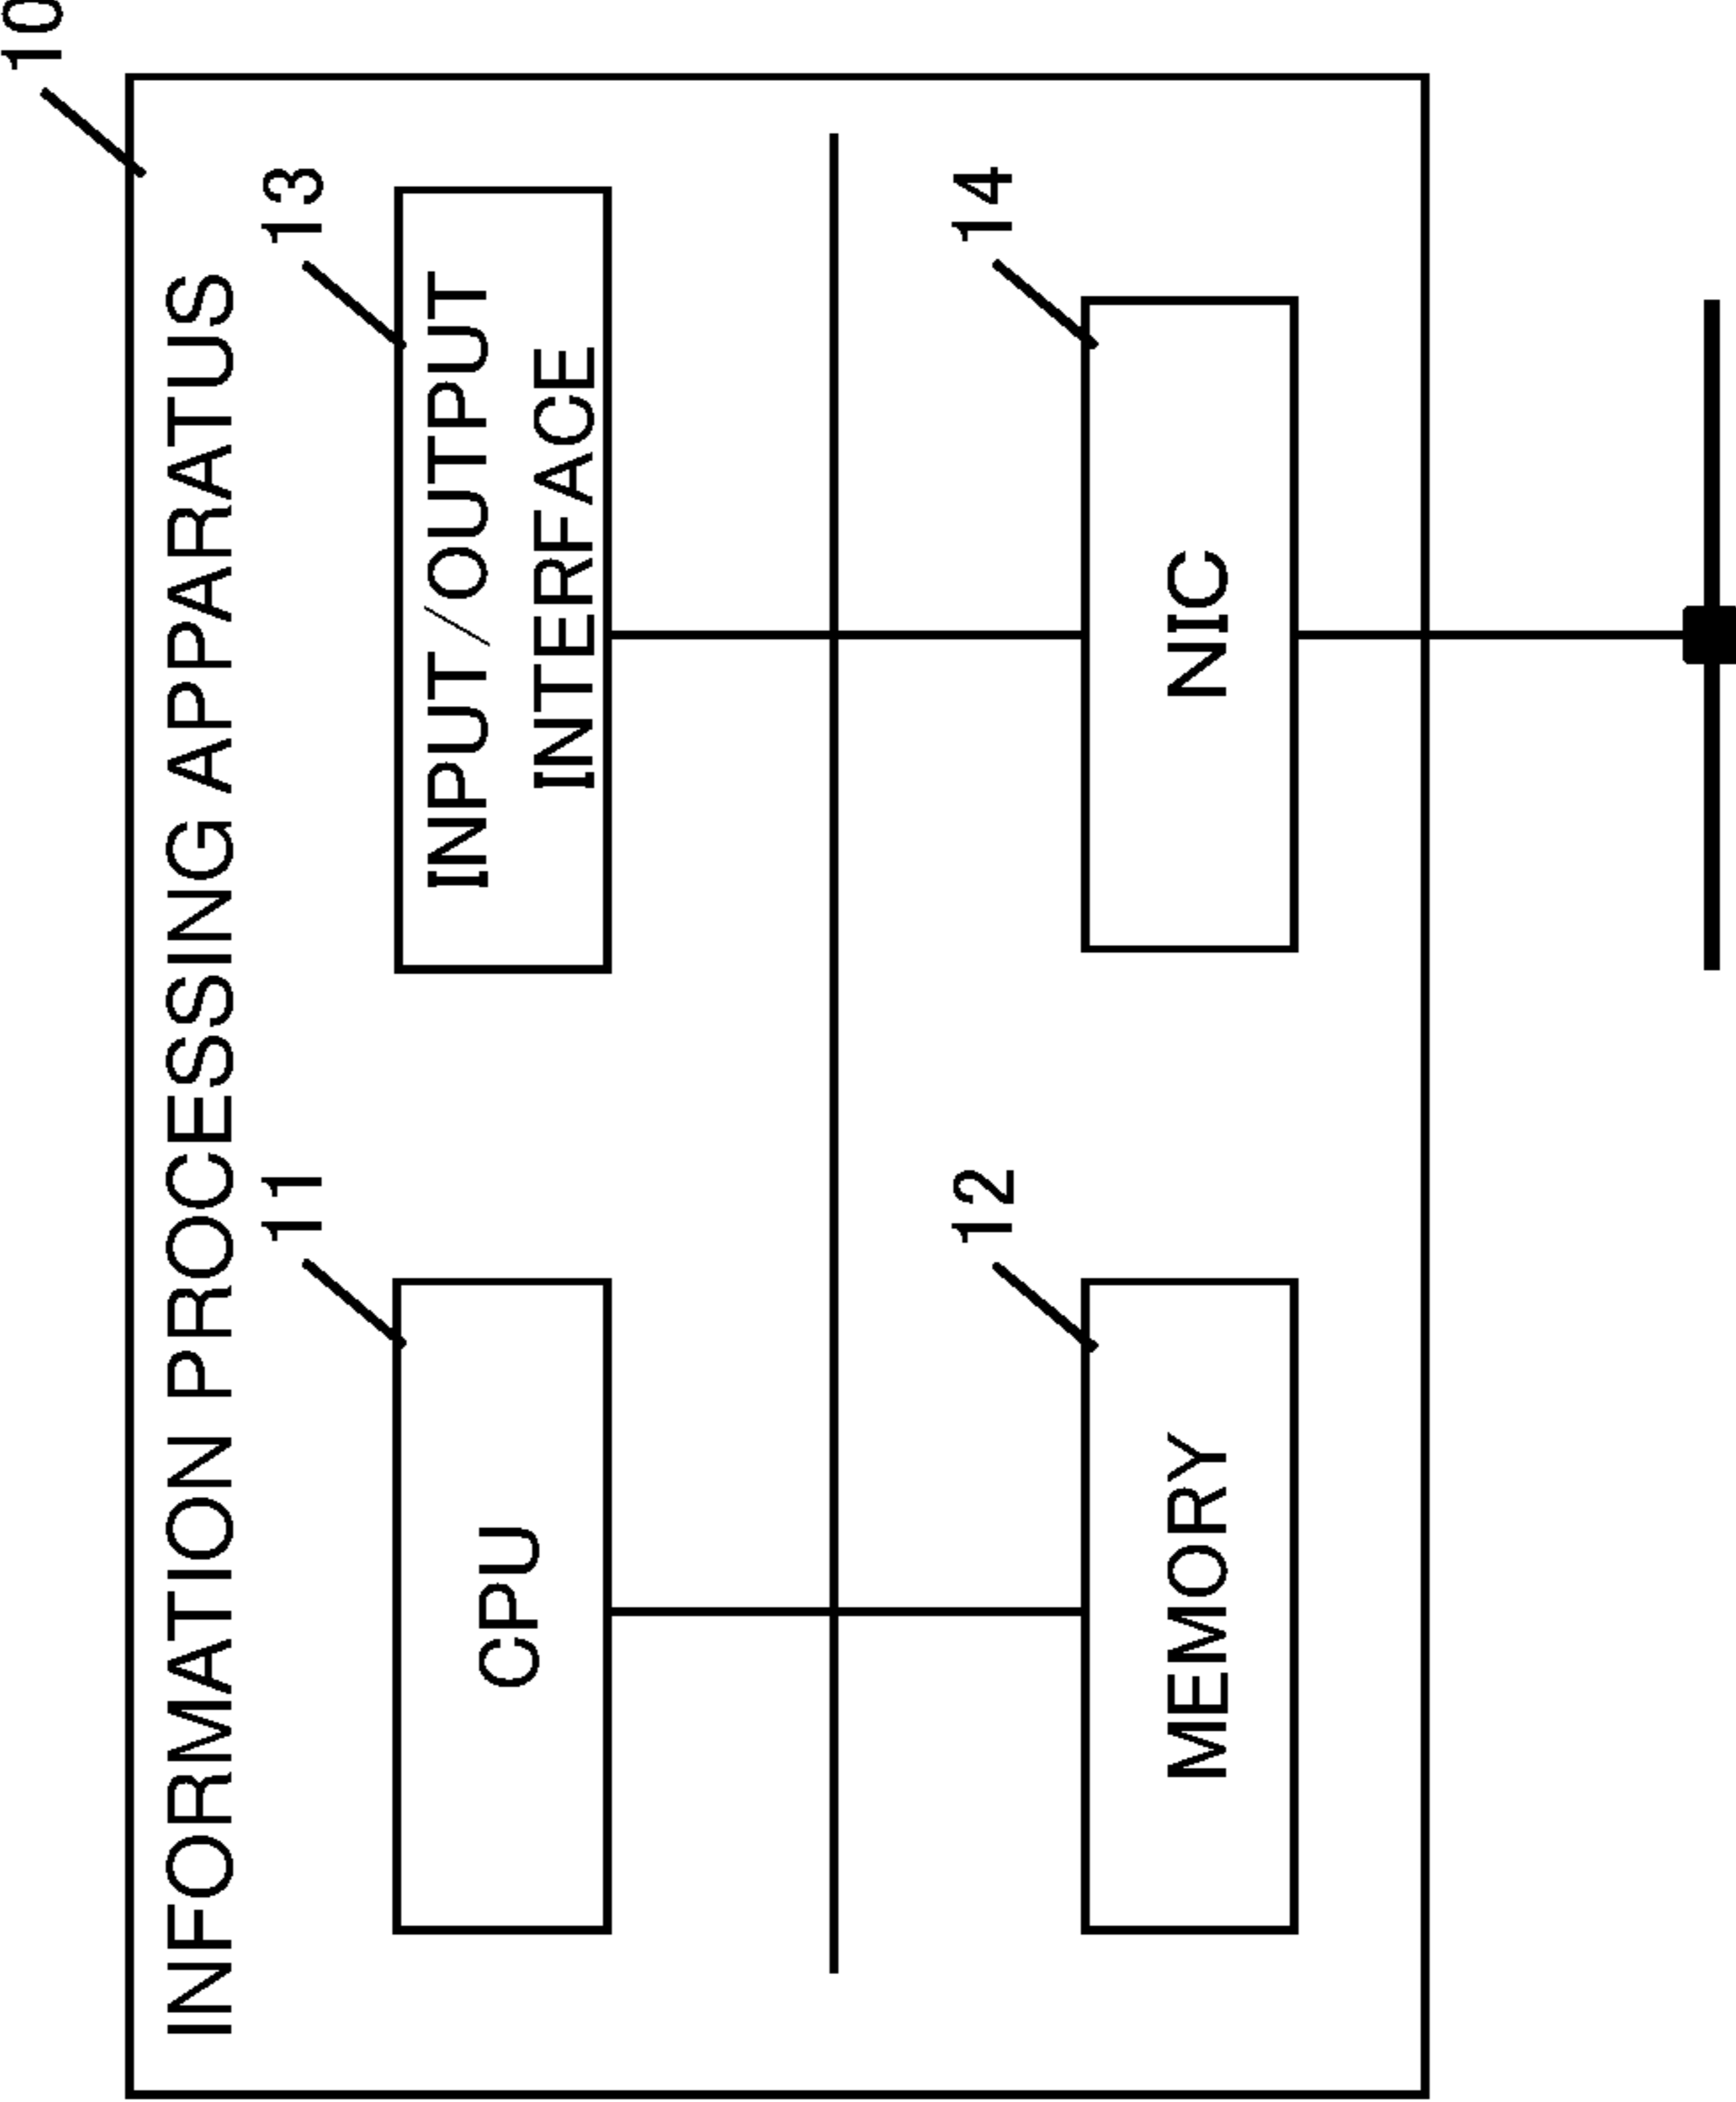 10
INFORMATION PROCESSING APPARATUS
11
CPU
13
INPUT/OUTPUT
INTERFACE
12
MEMORY
14
NIC